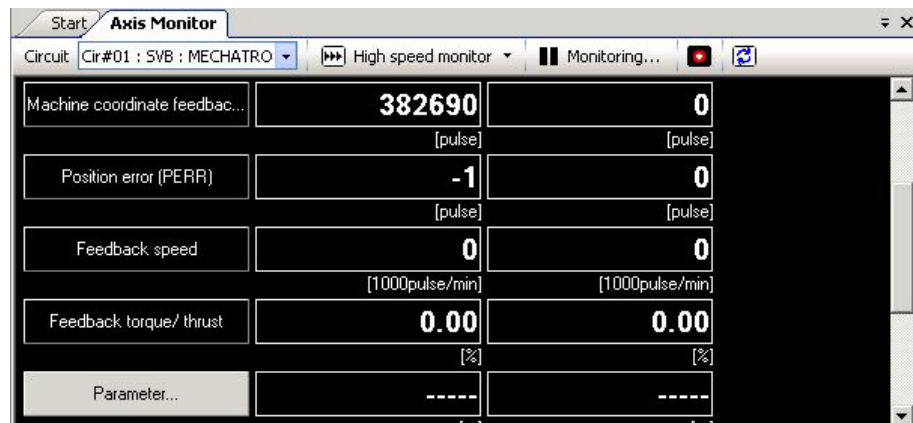 Start Axis Monitor
Circuit Cir#01 : SVB : MECHATRO High speed monitor Monitoring...
Machine coordinate feedbac... 382690 0
[pulse] [pulse]
Position error (PERR) -1 0
[pulse] [pulse]
Feedback speed 0 0
[1000pulse/min] [1000pulse/min]
Feedback torque/ thrust 0.00 0.00
[%] [%]
Parameter... ----- -----